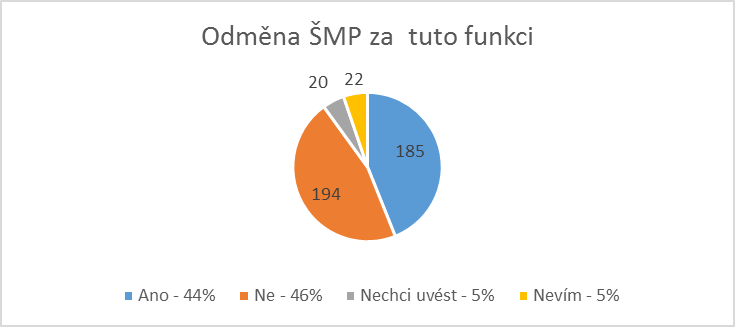 Odměna ŠMP za  tuto funkci
20
22
185
194
Ano - 44%
Ne - 46%
Nechci uvést - 5%
Nevím - 5%